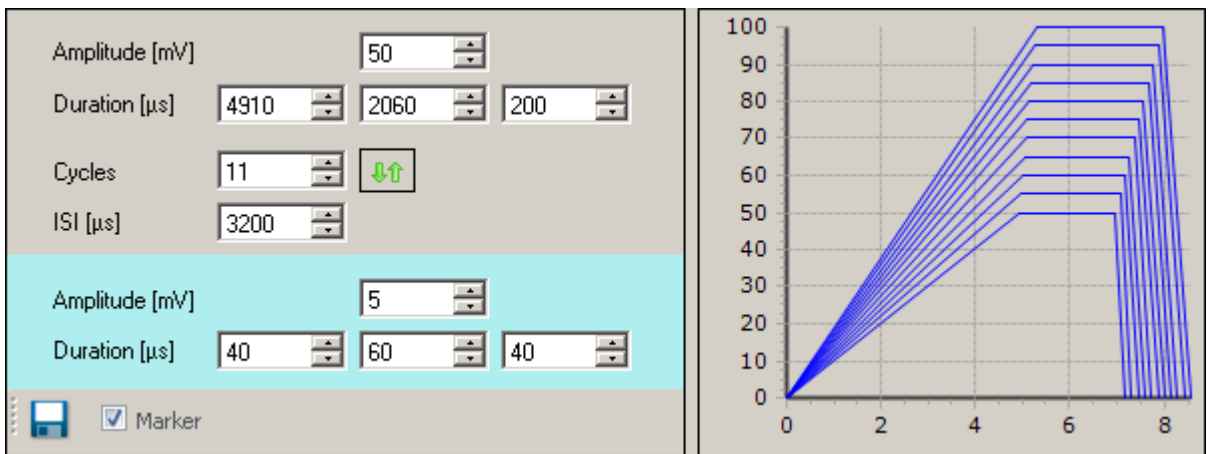 Amplitude [mV] 50
Duration [µs] 4910 2060 200
Cycles 11
ISI [µs] 3200
Amplitude [mV] 5
Duration [µs] 40 60 40
Marker
100
90
80
70
60
50
40
30
20
10
0
0 2 4 6 8